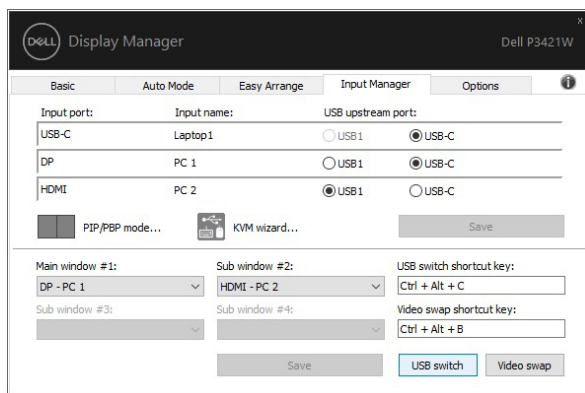 x
DELL Display Manager Dell P3421W
Basic Auto Mode Easy Arrange Input Manager Options i
Input port: Input name: USB upstream port:
USB-C Laptop1 USB1 USB-C
DP PC 1 USB1 USB-C
HDMI PC 2 USB1 USB-C
PIP/PBP mode... KVM wizard... Save
Main window #1: Sub window #2: USB switch shortcut key:
DP - PC 1 HDMI - PC 2 Ctrl + Alt + C
Sub window #3: Sub window #4: Video swap shortcut key:
Ctrl + Alt + B
Save USB switch Video swap